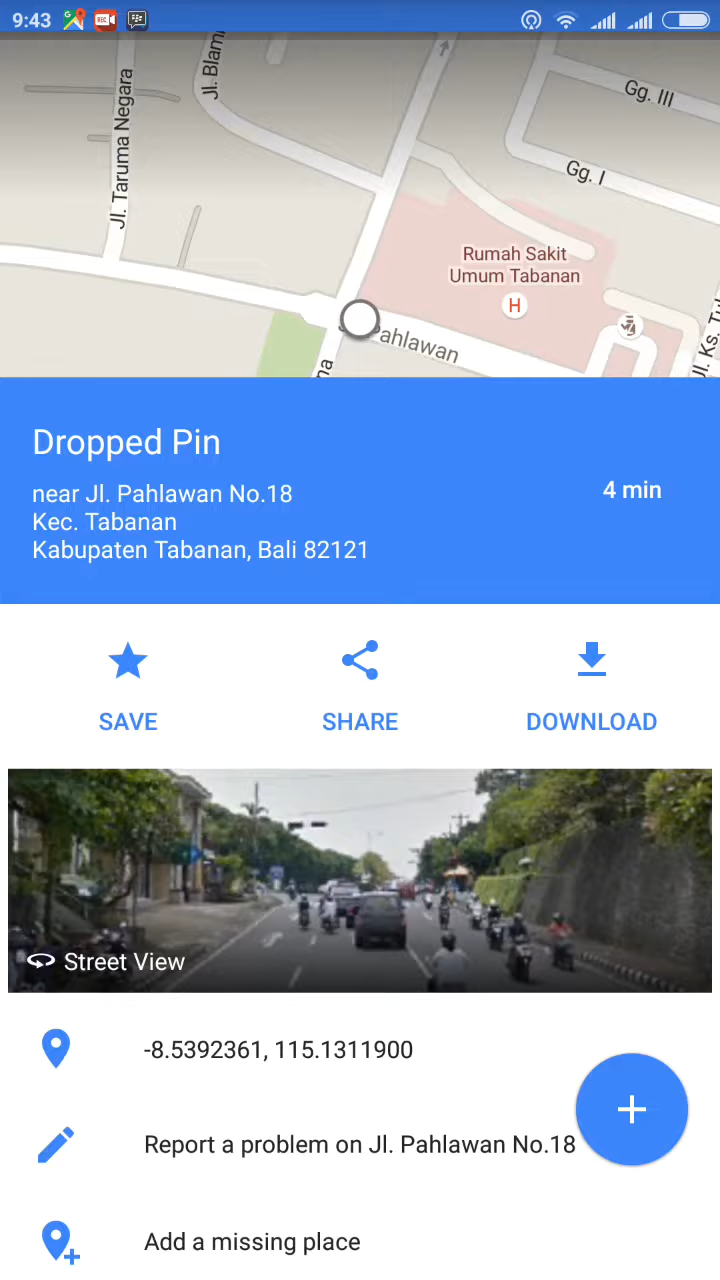 9:43
REC
Jl. Taruma Negara
Gg. III
Gg. I
Rumah Sakit
Umum Tabanan
H
Pahlawan
Dropped Pin
near Jl. Pahlawan No.18
Kec. Tabanan
Kabupaten Tabanan, Bali 82121
4 min
SAVE
SHARE
DOWNLOAD
Street View
-8.5392361, 115.1311900
Report a problem on Jl. Pahlawan No.18
Add a missing place